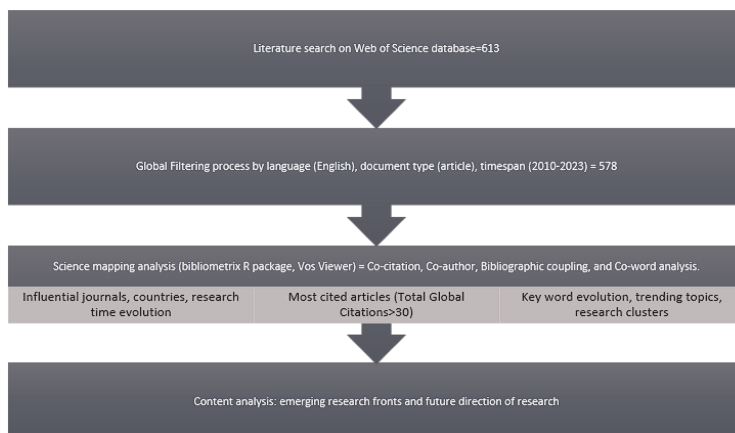 Literature search on Web of Science database=613
Global Filtering process by language (English), document type (article), timespan (2010-2023) = 578
Science mapping analysis (bibliometrix R package, Vos Viewer) = Co-citation, Co-author, Bibliographic coupling, and Co-word analysis.
Influential journals, countries, research
time evolution
Most cited articles (Total Global
Citations>30)
Key word evolution, trending topics,
research clusters
Content analysis: emerging research fronts and future direction of research